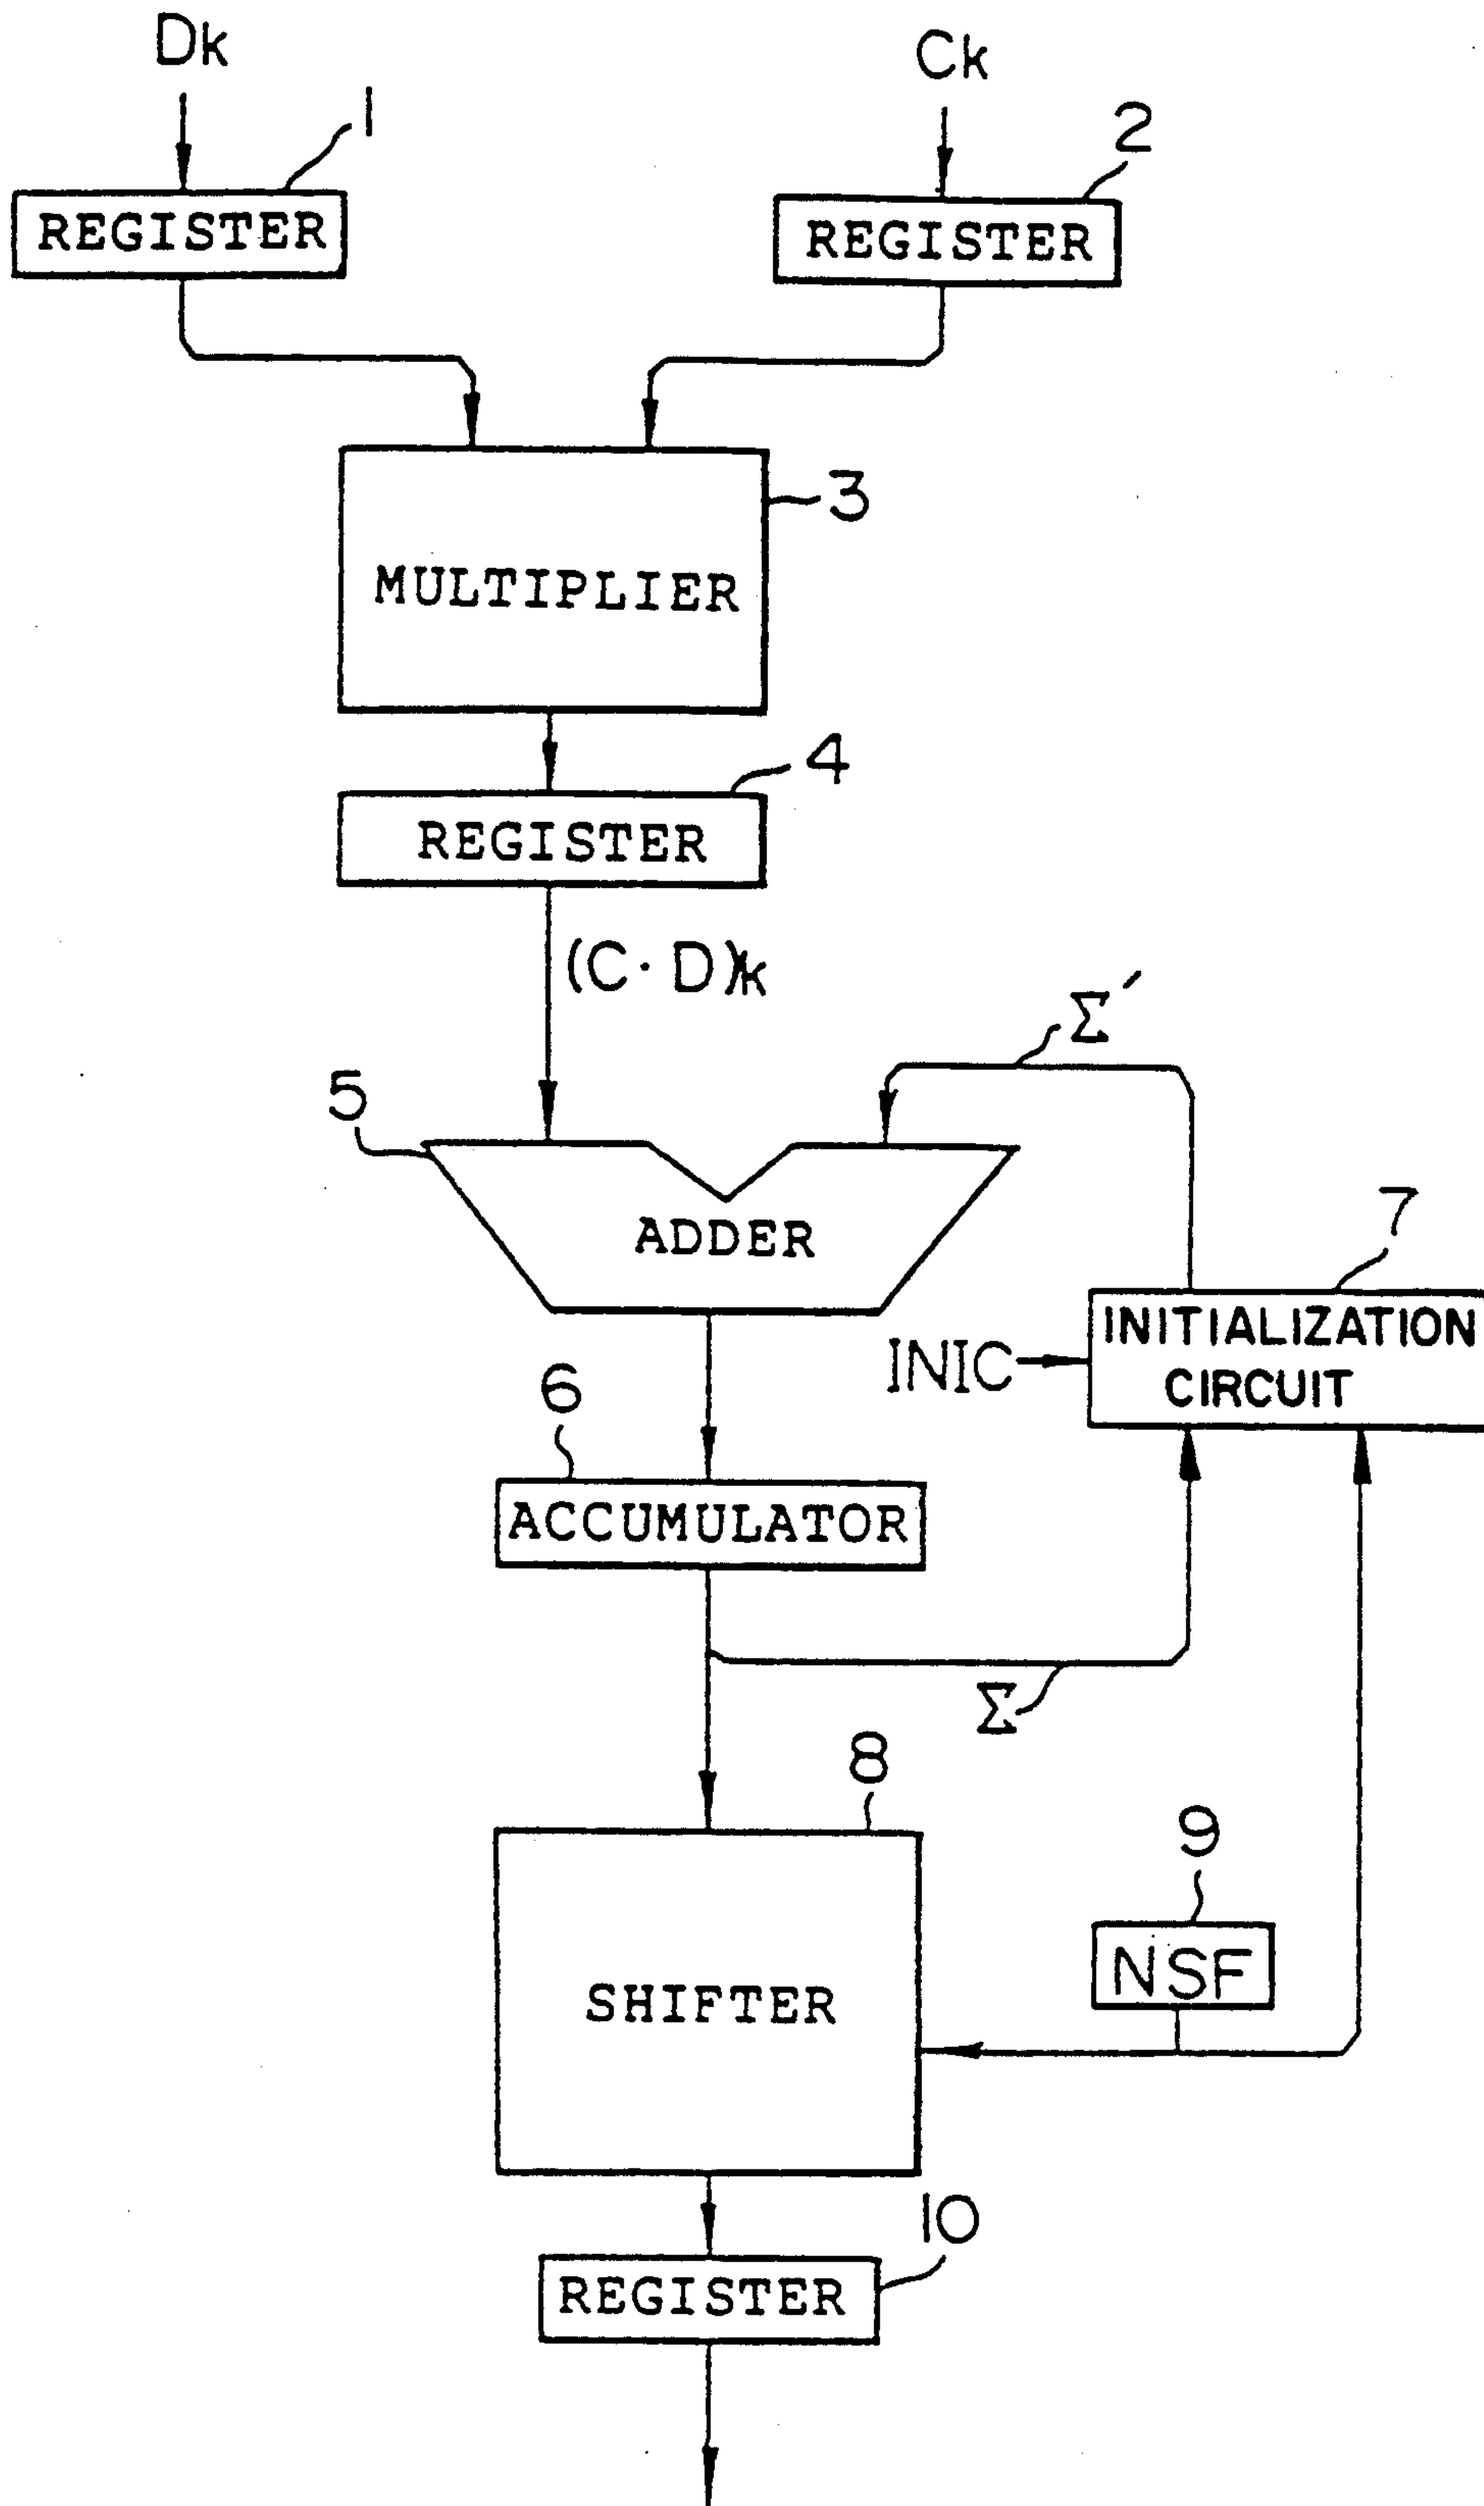 Dk
Ck
1
2
REGISTER
REGISTER
3
MULTIPLIER
4
REGISTER
(C·D)k
Σ′
5
ADDER
7
INITIALIZATION
CIRCUIT
INIC
6
ACCUMULATOR
Σ
8
9
NSF
SHIFTER
10
REGISTER